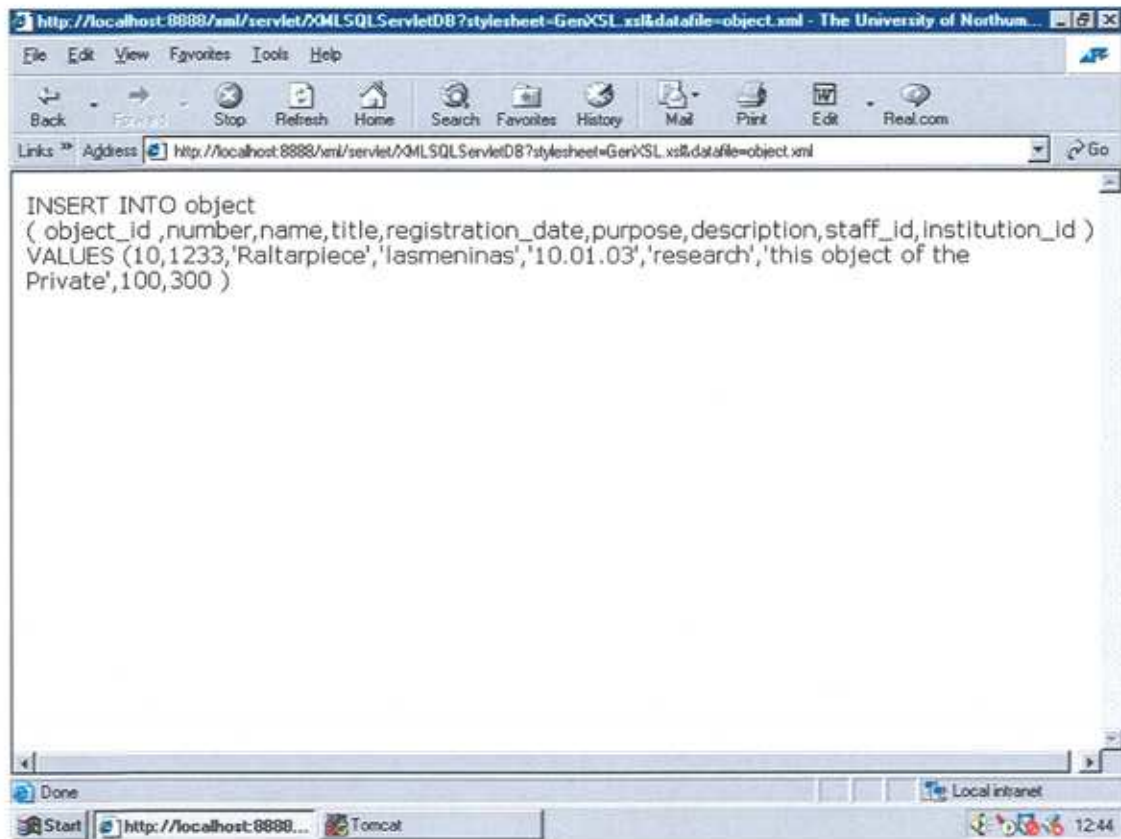 http://localhost:8888/xml/servlet/XMLSQLServletDB?stylesheet=GenXSL.xsl&datafile=object.xml - The University of Northum...
File Edit View Favorites Tools Help
Back Forward Stop Refresh Home Search Favorites History Mail Print Edit Real.com
Links » Address http://localhost:8888/xml/servlet/XMLSQLServletDB?stylesheet=GenXSL.xsl&datafile=object.xml Go
INSERT INTO object
( object_id ,number,name,title,registration_date,purpose,description,staff_id,institution_id )
VALUES (10,1233,'Raltarpiece','lasmeninas','10.01.03','research','this object of the
Private',100,300 )
Done Local intranet
Start http://localhost:8888... Tomcat 12:44